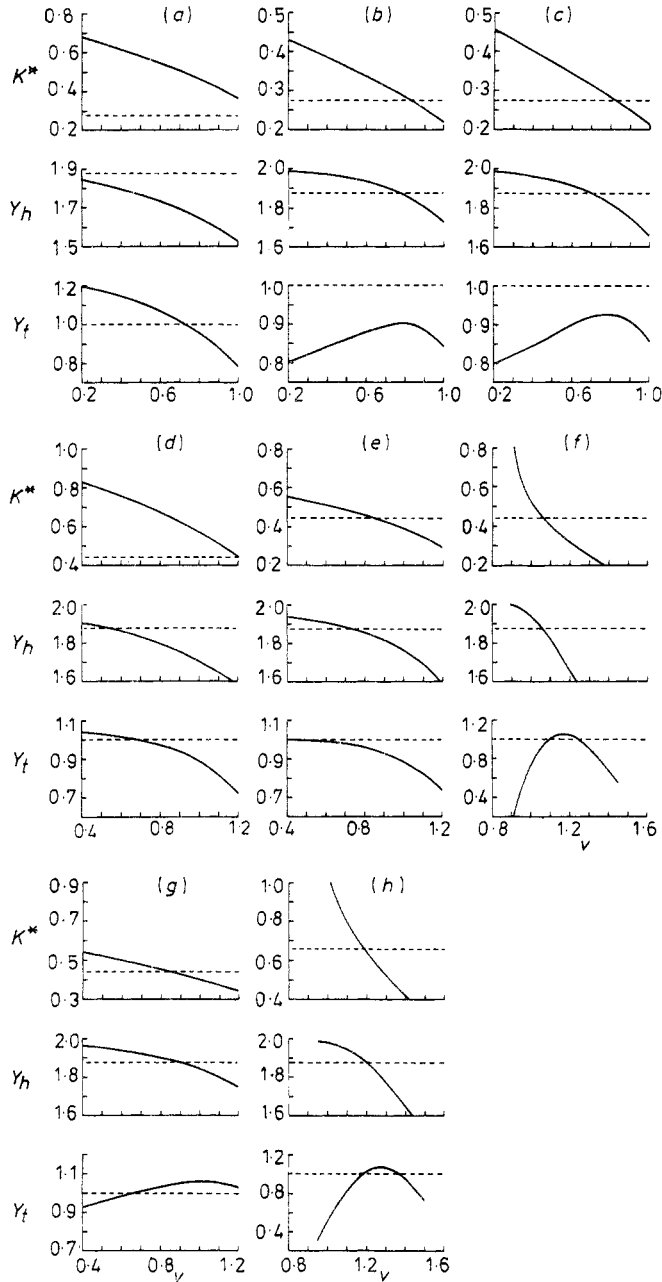 (a) (b) (c)
0·8 0·5 0·5
0·6 0·4 0·4
K* 0·4 0·3 0·3
0·2 0·2 0·2
1·9 2·0 2·0
Yh 1·7 1·8 1·8
1·5 1·6 1·6
1·2 1·0 1·0
Yt 1·0 0·9 0·9
0·8 0·8 0·8
0·2 0·6 1·0 0·2 0·6 1·0 0·2 0·6 1·0
(d) (e) (f)
1·0 0·8 0·8
K* 0·8 0·6 0·6
0·6 0·4 0·4
0·4 0·2 0·2
2·0 2·0 2·0
Yh 1·8 1·8 1·8
1·6 1·6 1·6
1·1 1·1 1·2
Yt 0·9 0·9 0·8
0·7 0·7 0·4
0·4 0·8 1·2 0·4 0·8 1·2 0·8 1·2 1·6
ν
(g) (h)
0·9 1·0
K* 0·7 0·8
0·5 0·6
0·3 0·4
2·0 2·0
Yh 1·8 1·8
1·6 1·6
1·1 1·2
Yt 0·9 0·8
0·7 0·4
0·4 0·8 1·2 0·8 1·2 1·6
ν ν